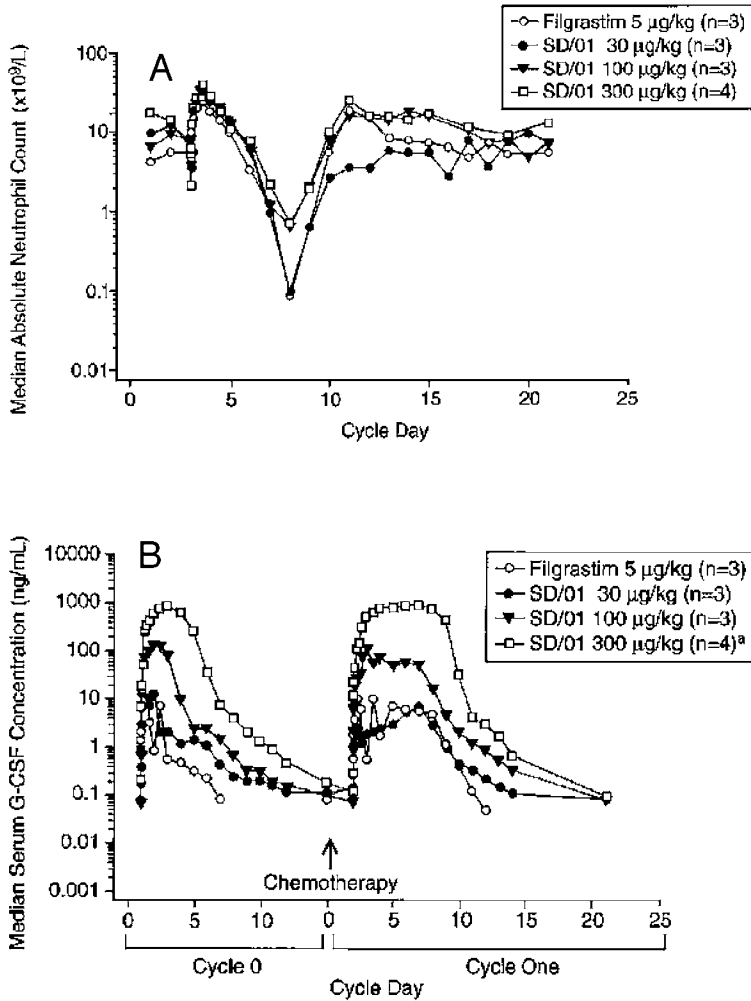 A
Filgrastim 5 µg/kg (n=3)
SD/01 30 µg/kg (n=3)
SD/01 100 µg/kg (n=3)
SD/01 300 µg/kg (n=4)
Median Absolute Neutrophil Count (x10⁹/L)
100
10
1
0.1
0.01
0
5
10
15
20
25
Cycle Day
B
Filgrastim 5 µg/kg (n=3)
SD/01 30 µg/kg (n=3)
SD/01 100 µg/kg (n=3)
SD/01 300 µg/kg (n=4)ª
Median Serum G-CSF Concentration (ng/mL)
10000
1000
100
10
1
0.1
0.01
0.001
Chemotherapy
0 5 10 0 5 10 15 20 25
Cycle 0 Cycle One
Cycle Day